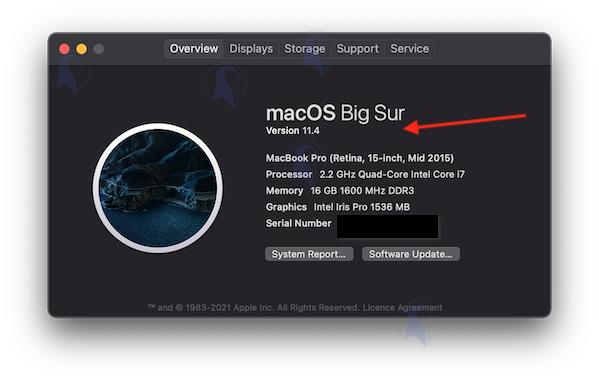 Overview Displays Storage Support Service
macOS Big Sur
Version 11.4
MacBook Pro (Retina, 15-inch, Mid 2015)
Processor 2.2 GHz Quad-Core Intel Core i7
Memory 16 GB 1600 MHz DDR3
Graphics Intel Iris Pro 1536 MB
Serial Number
System Report... Software Update...
™ and © 1983-2021 Apple Inc. All Rights Reserved. Licence Agreement